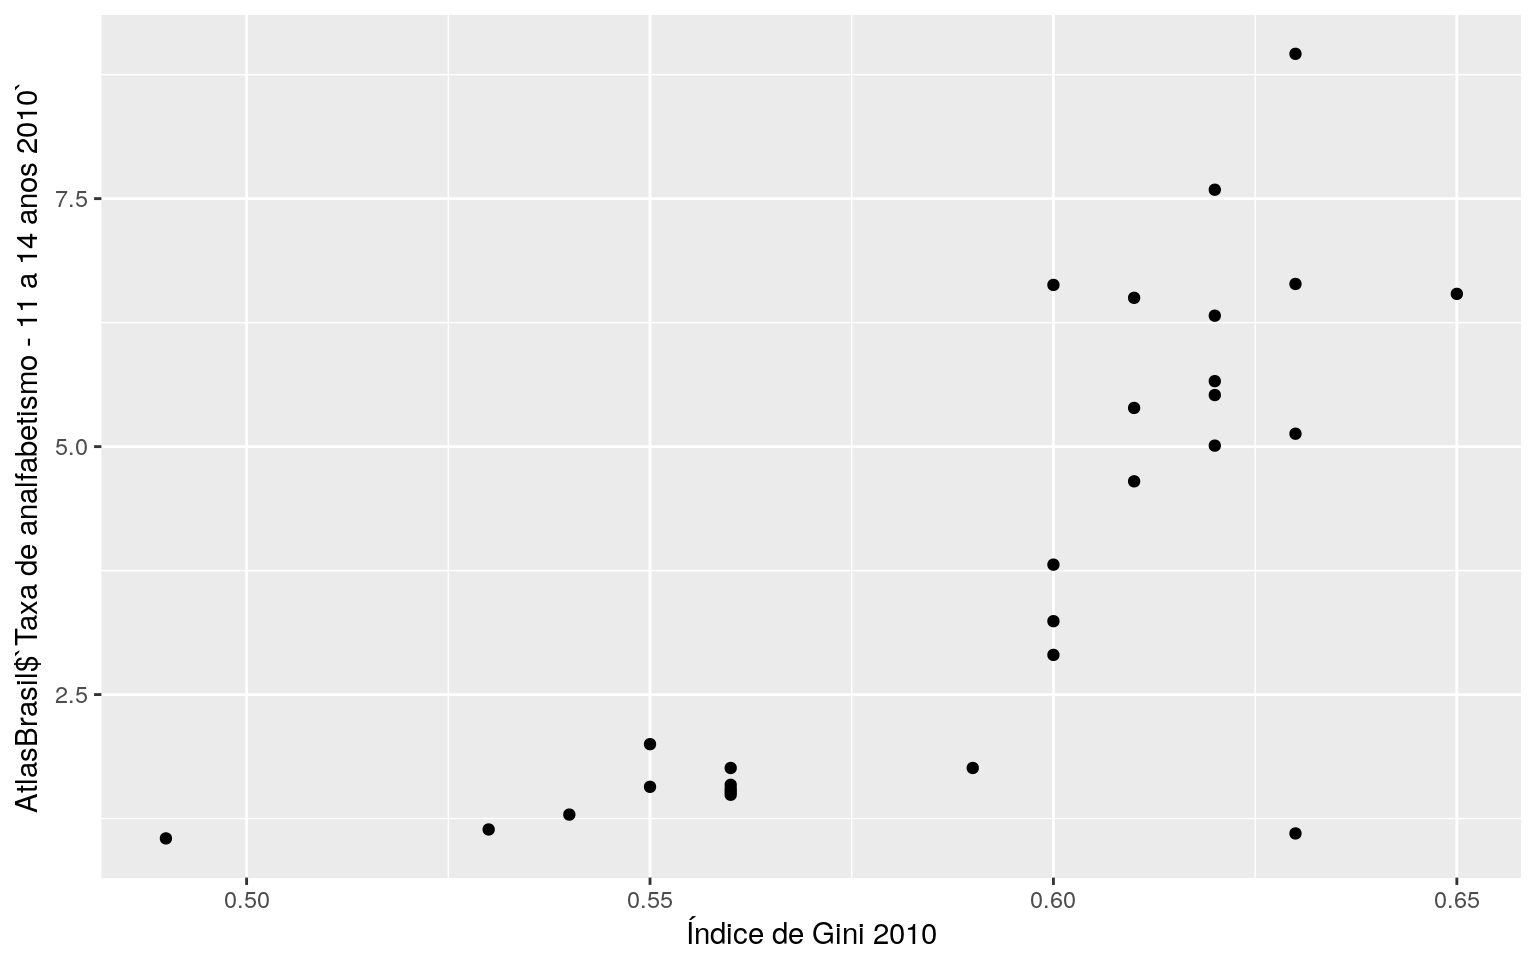 AtlasBrasil$`Taxa de analfabetismo - 11 a 14 anos 2010`
7.5
5.0
2.5
0.50 0.55 0.60 0.65
Índice de Gini 2010